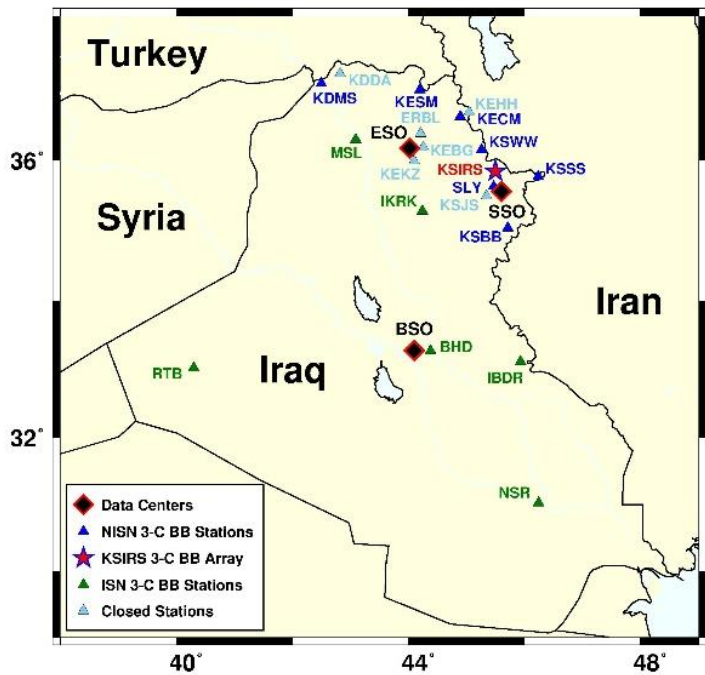 Turkey
KDDA
KDMS
KESM
KEHH
ERBL
KECM
ESO
MSL
KEBG
KSWW
36°
KEKZ
KSIRS
KSSS
SLY
IKRK
KSJS
SSO
Syria
KSBB
Iran
BSO
BHD
RTB
Iraq
IBDR
32°
NSR
Data Centers
NISN 3-C BB Stations
KSIRS 3-C BB Array
ISN 3-C BB Stations
Closed Stations
40°
44°
48°